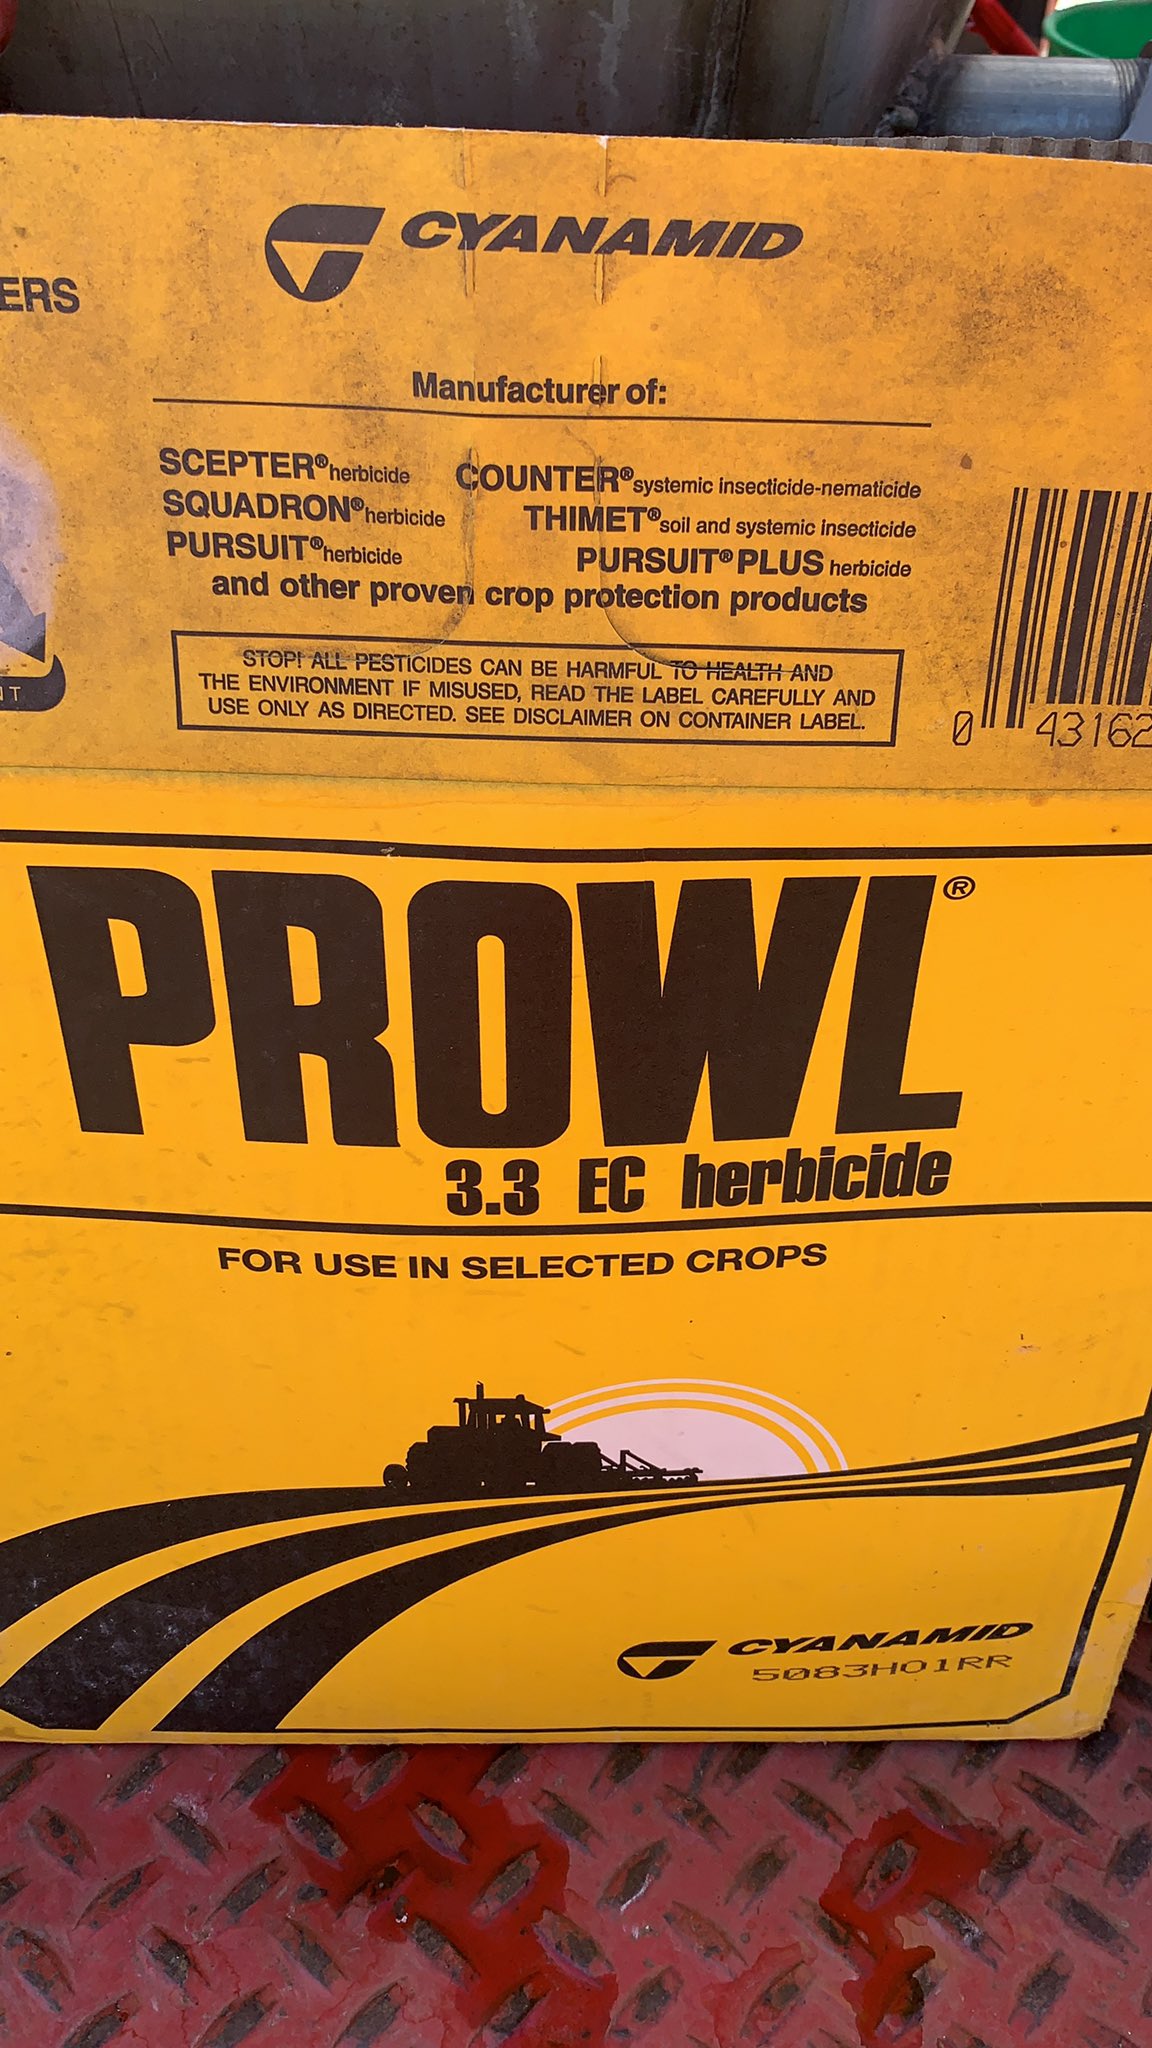 CYANAMID
ERS
Manufacturer of:
SCEPTER® herbicide COUNTER® systemic insecticide-nematicide
SQUADRON® herbicide THIMET® soil and systemic insecticide
PURSUIT® herbicide PURSUIT® PLUS herbicide
and other proven crop protection products
STOP! ALL PESTICIDES CAN BE HARMFUL TO HEALTH AND
THE ENVIRONMENT IF MISUSED, READ THE LABEL CAREFULLY AND
USE ONLY AS DIRECTED. SEE DISCLAIMER ON CONTAINER LABEL.
NT
0 43162
PROWL®
3.3 EC herbicide
FOR USE IN SELECTED CROPS
CYANAMID
5083H01RR